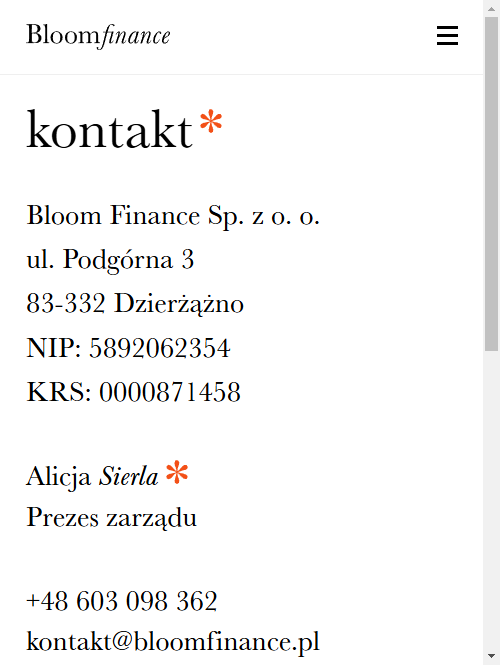 Bloomfinance
kontakt*
Bloom Finance Sp. z o. o.
ul. Podgórna 3
83-332 Dzierżążno
NIP: 5892062354
KRS: 0000871458
Alicja Sierla *
Prezes zarządu
+48 603 098 362
kontakt@bloomfinance.pl